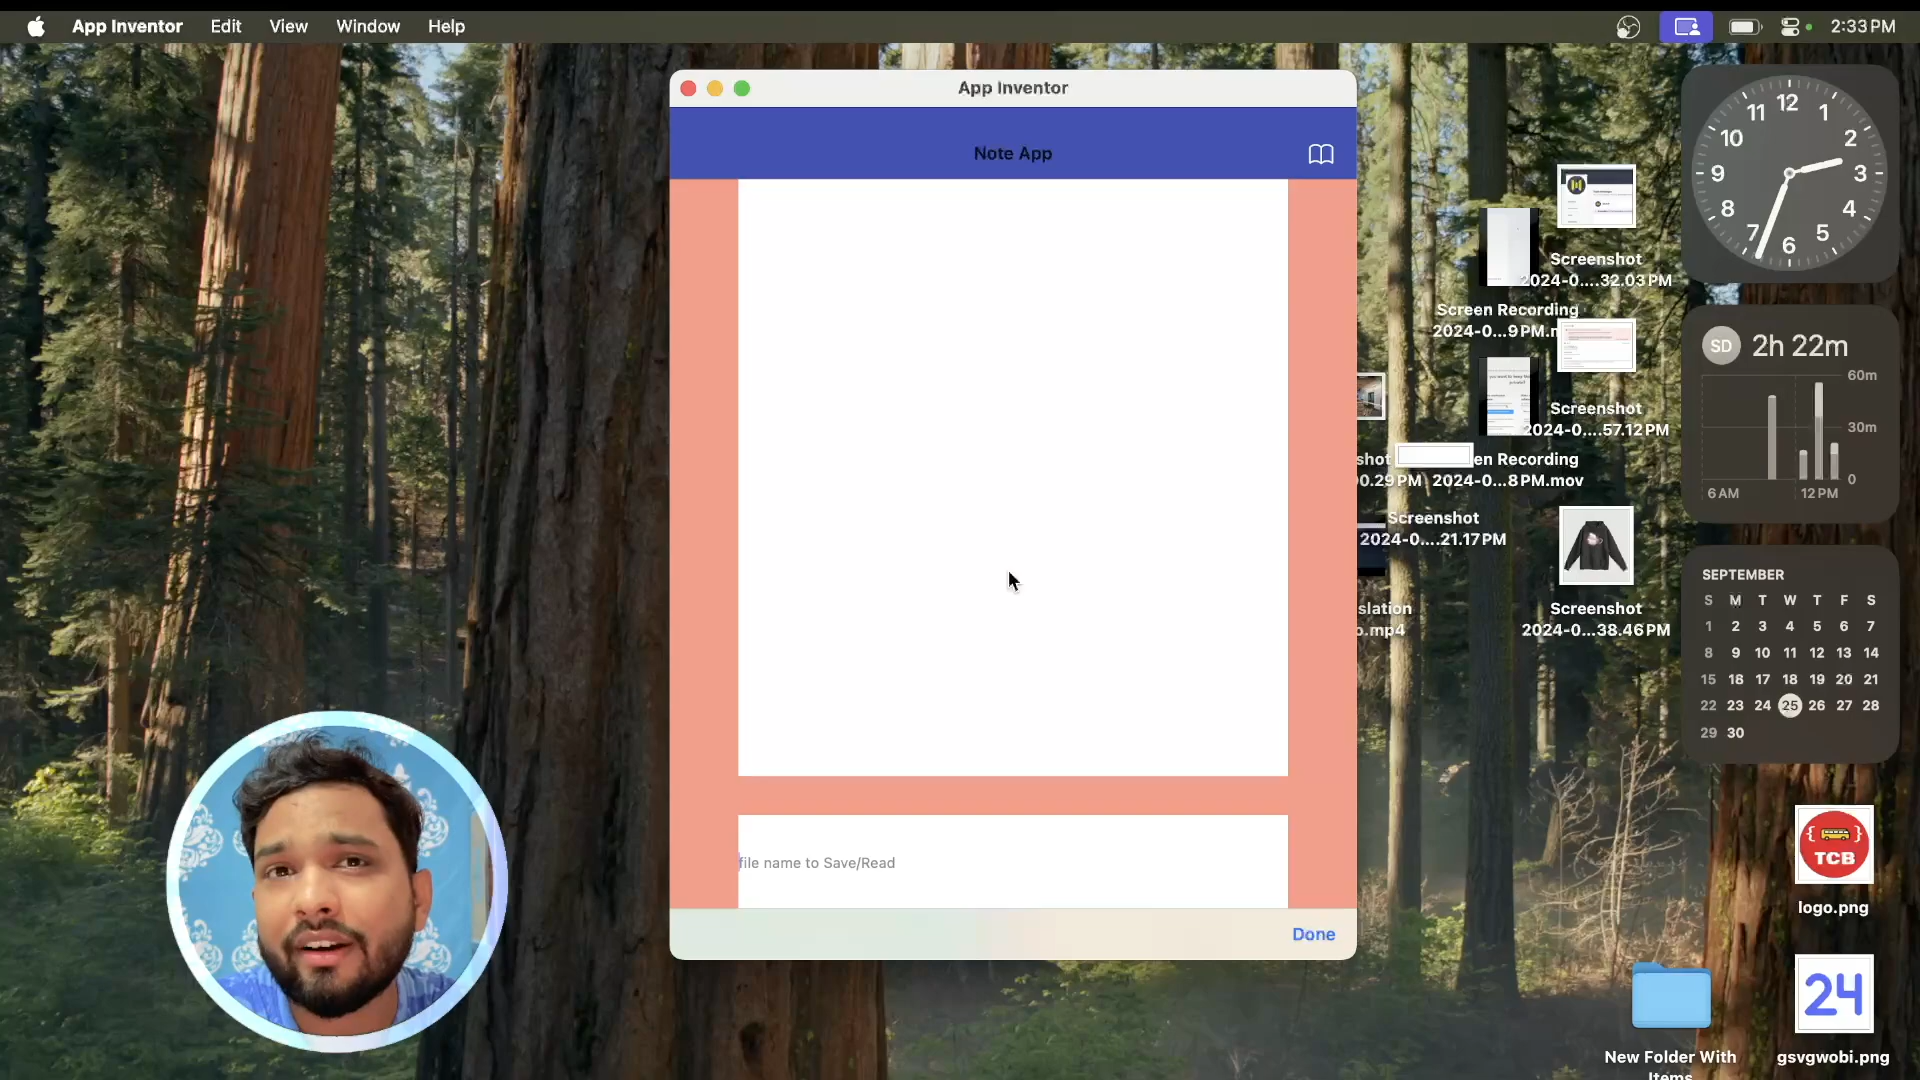 App Inventor Edit View Window Help
2:33 PM
App Inventor
Note App
file name to Save/Read
Done
Screenshot
2024-0....32.03 PM
Screen Recording
2024-0...9 PM.m
Screenshot
2024-0....57.12 PM
shot
0.29 PM
en Recording
2024-0...8 PM.mov
Screenshot
2024-0....21.17 PM
slation
o.mp4
Screenshot
2024-0...38.46 PM
12
1
2
3
4
5
6
7
8
9
10
11
SD 2h 22m
60m
30m
0
6 AM 12 PM
SEPTEMBER
S M T W T F S
1 2 3 4 5 6 7
8 9 10 11 12 13 14
15 16 17 18 19 20 21
22 23 24 25 26 27 28
29 30
TCB
logo.png
24
New Folder With
Items
gsvgwobi.png